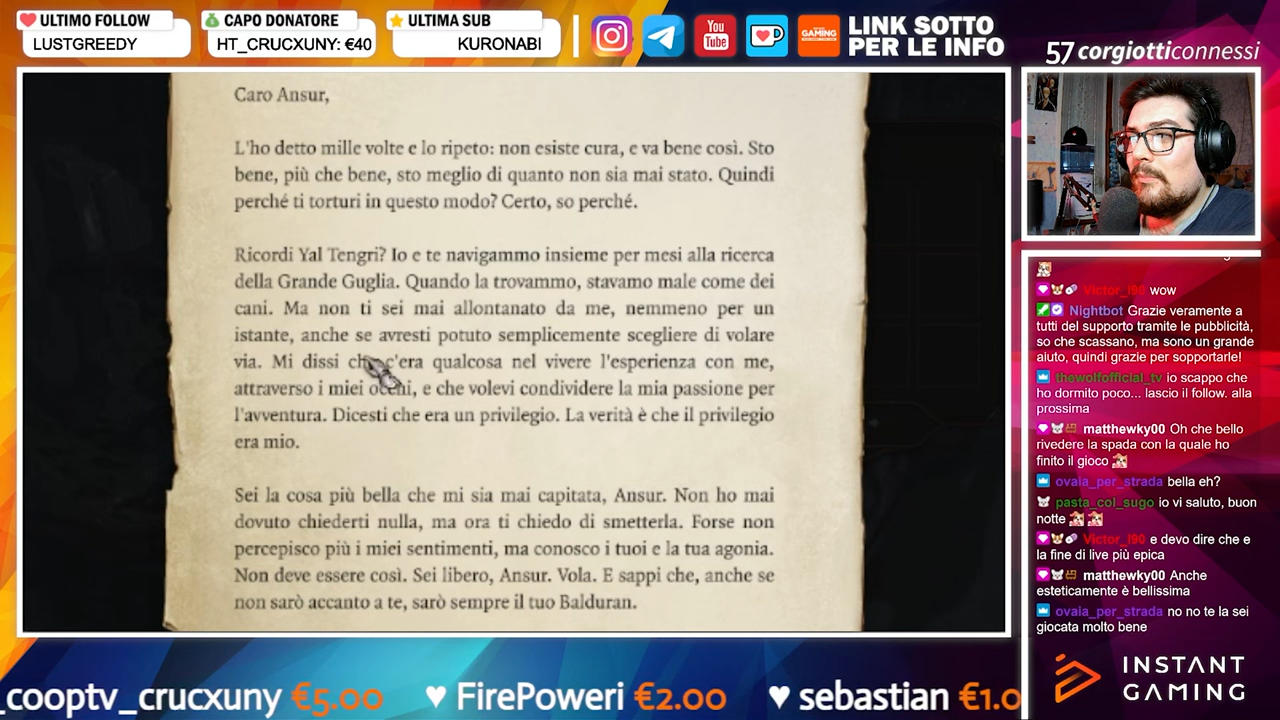 ULTIMO FOLLOW
LUSTGREEDY
CAPO DONATORE
HT_CRUCXUNY: €40
ULTIMA SUB
KURONABI
You
Tube
GAMING
LINK SOTTO
PER LE INFO
57 corgiotticonnessi
Caro Ansur,
L'ho detto mille volte e lo ripeto: non esiste cura, e va bene così. Sto
bene, più che bene, sto meglio di quanto non sia mai stato. Quindi
perché ti torturi in questo modo? Certo, so perché.
Ricordi Yal Tengri? Io e te navigammo insieme per mesi alla ricerca
della Grande Guglia. Quando la trovammo, stavamo male come dei
cani. Ma non ti sei mai allontanato da me, nemmeno per un
istante, anche se avresti potuto semplicemente scegliere di volare
via. Mi dissi che c'era qualcosa nel vivere l'esperienza con me,
attraverso i miei occhi, e che volevi condividere la mia passione per
l'avventura. Dicesti che era un privilegio. La verità è che il privilegio
era mio.
Sei la cosa più bella che mi sia mai capitata, Ansur. Non ho mai
dovuto chiederti nulla, ma ora ti chiedo di smetterla. Forse non
percepisco più i miei sentimenti, ma conosco i tuoi e la tua agonia.
Non deve essere così. Sei libero, Ansur. Vola. E sappi che, anche se
non sarò accanto a te, sarò sempre il tuo Balduran.
Victor_I90 wow
Nightbot Grazie veramente a
tutti del supporto tramite le pubblicità,
so che scassano, ma sono un grande
aiuto, quindi grazie per sopportarle!
thewolfofficial_tv io scappo che
ho dormito poco... lascio il follow. alla
prossima
matthewky00 Oh che bello
rivedere la spada con la quale ho
finito il gioco
ovaia_per_strada bella eh?
pasta_col_sugo io vi saluto, buon
notte
Victor_I90 e devo dire che e
la fine di live più epica
matthewky00 Anche
esteticamente è bellissima
ovaia_per_strada no no te la sei
giocata molto bene
INSTANT
GAMING
_cooptv_crucxuny €5.00 ♥ FirePoweri €2.00 ♥ sebastian €1.0